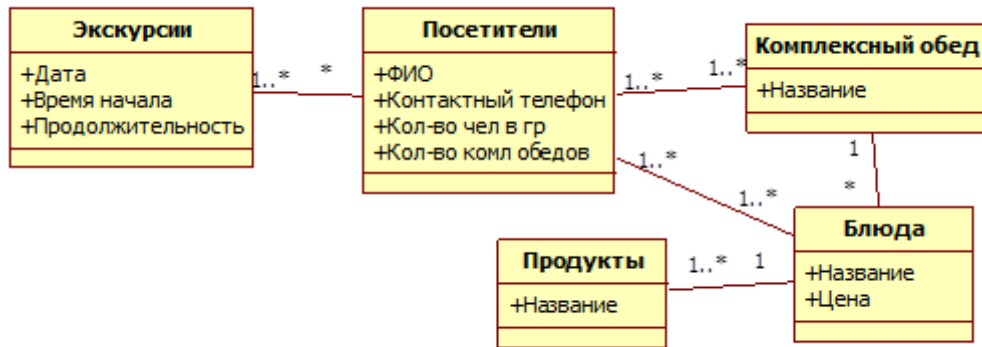 Экскурсии
+Дата
+Время начала
+Продолжительность
1..*
*
Посетители
+ФИО
+Контактный телефон
+Кол-во чел в гр
+Кол-во комл обедов
1..*
1..*
Комплексный обед
+Название
1
*
1..*
1..*
Продукты
+Название
1..*
1
Блюда
+Название
+Цена